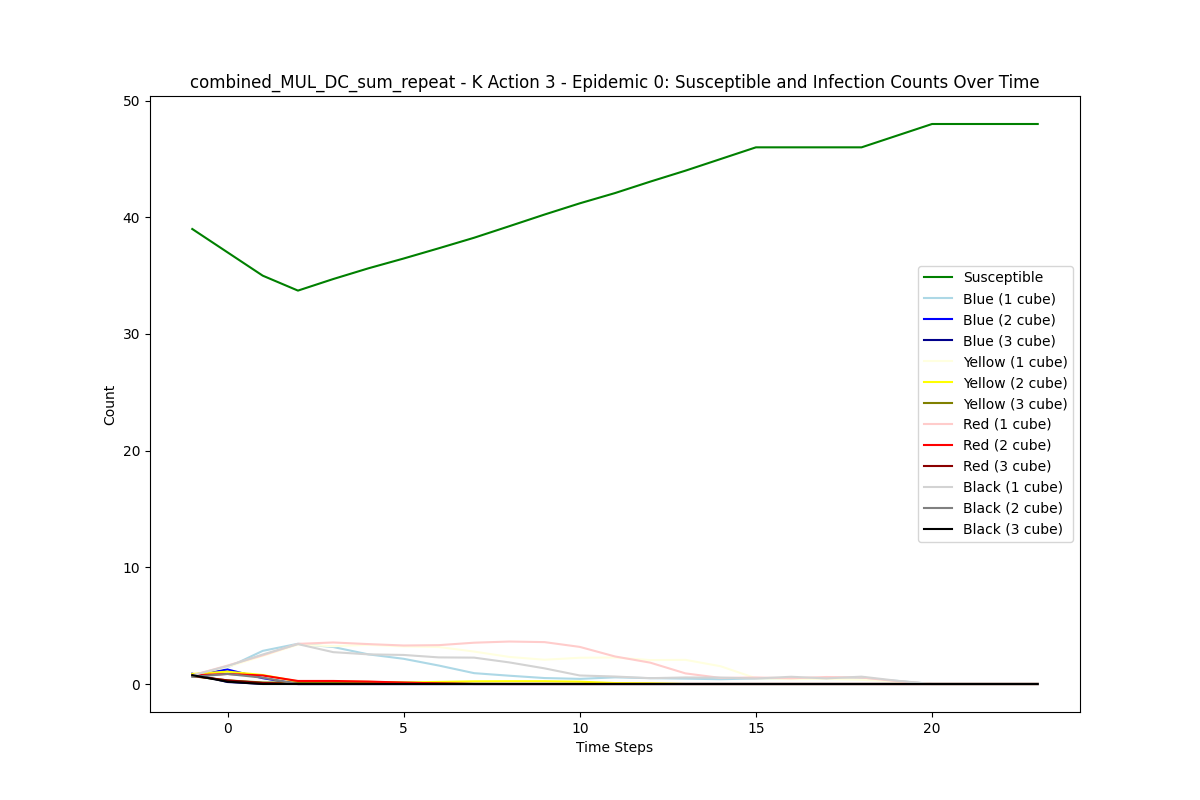 combined_MUL_DC_sum_repeat - K Action 3 - Epidemic 0: Susceptible and Infection Counts Over Time
50
40
30
20
10
0
Count
Susceptible
Blue (1 cube)
Blue (2 cube)
Blue (3 cube)
Yellow (1 cube)
Yellow (2 cube)
Yellow (3 cube)
Red (1 cube)
Red (2 cube)
Red (3 cube)
Black (1 cube)
Black (2 cube)
Black (3 cube)
0 5 10 15 20
Time Steps